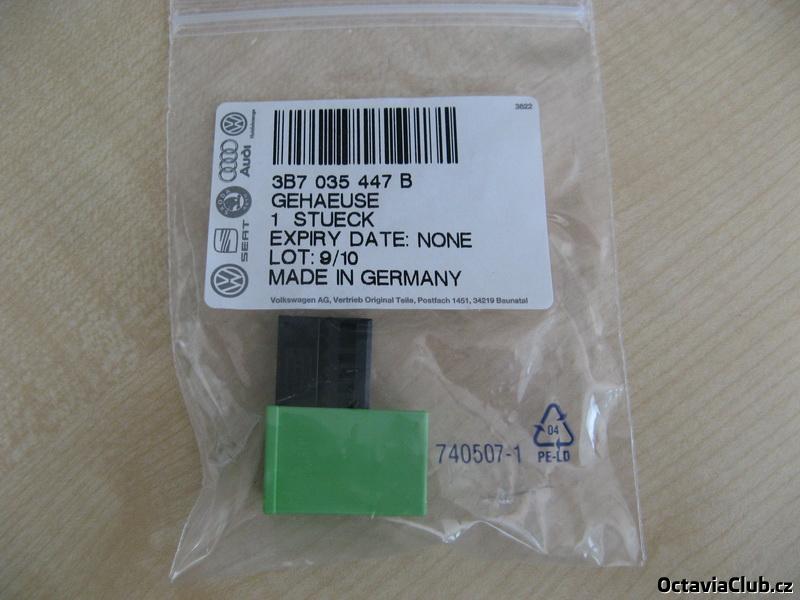 3622
Audi
SEAT
3B7 035 447 B
GEHAEUSE
1 STUECK
EXPIRY DATE: NONE
LOT: 9/10
MADE IN GERMANY
Volkswagen AG, Vertrieb Original Teile, Postfach 1451, 34219 Baunatal
740507-1
04
PE-LD
OctaviaClub.cz